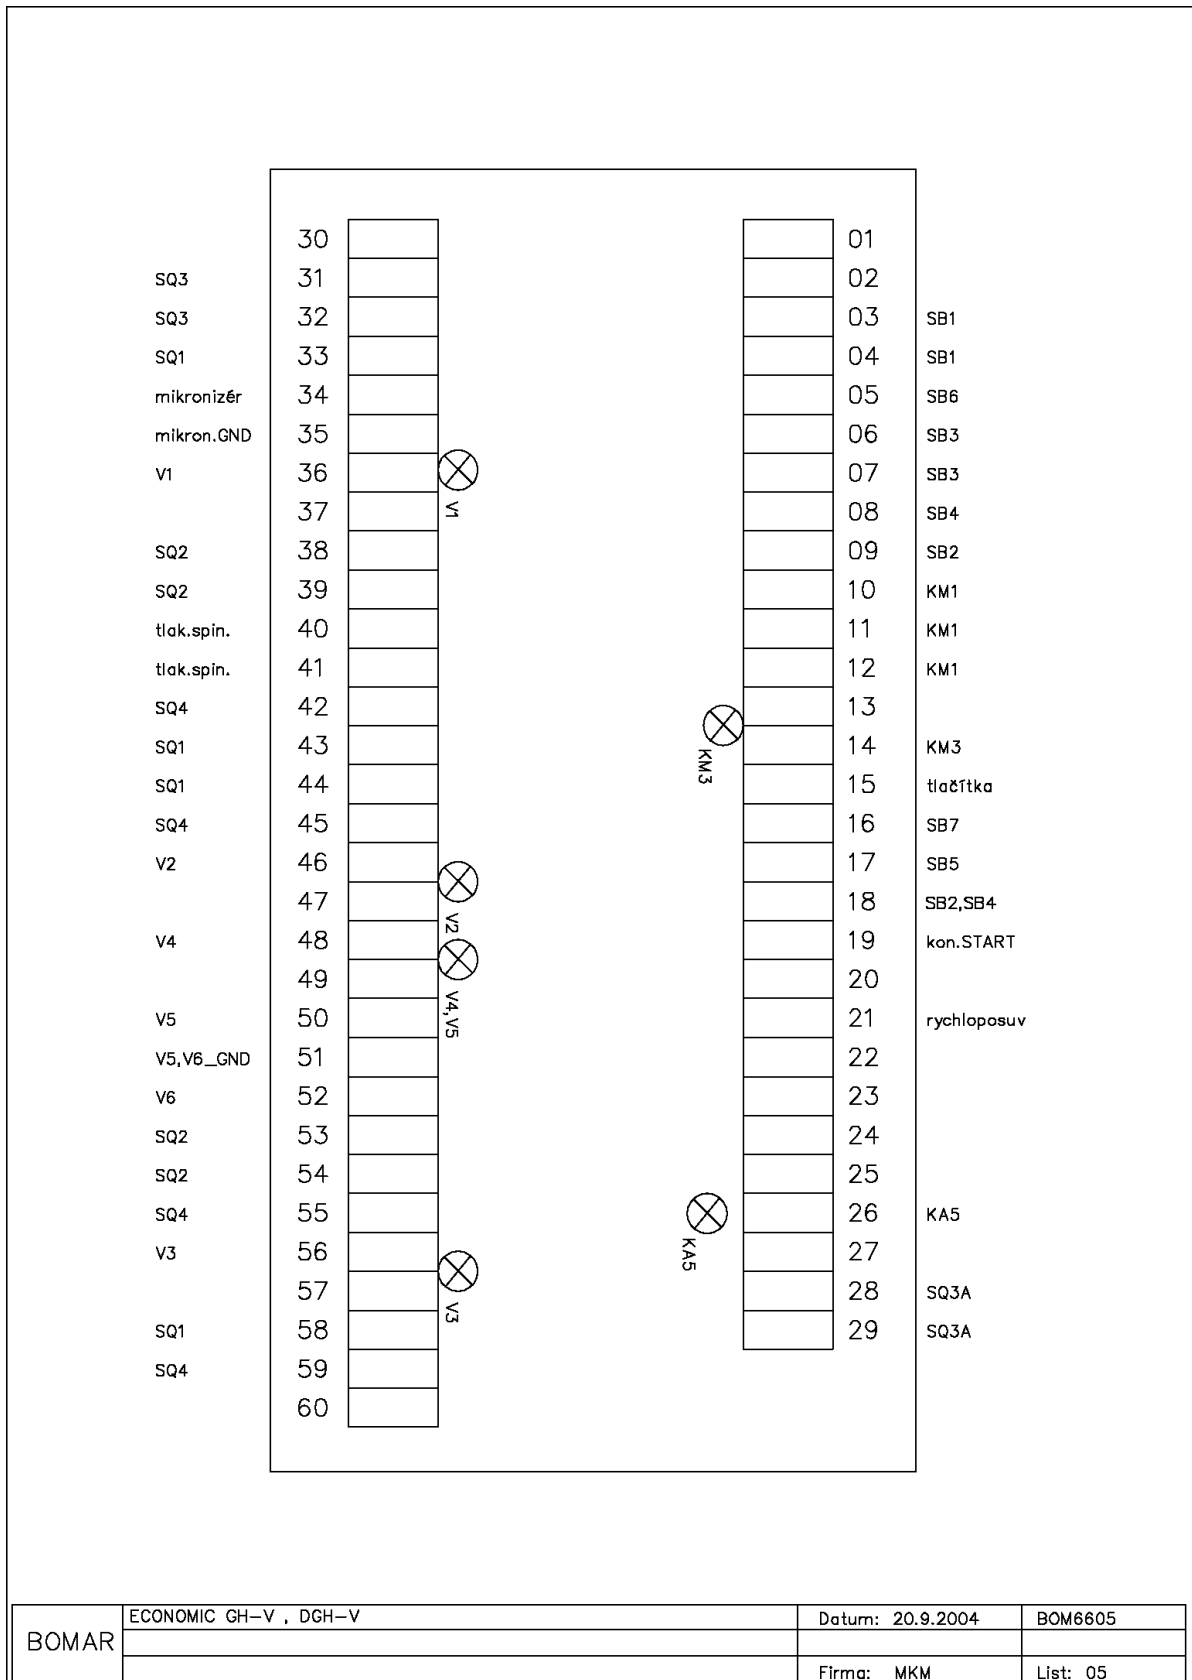 30 01
SQ3 31 02
SQ3 32 03 SB1
SQ1 33 04 SB1
mikronizér 34 05 SB6
mikron.GND 35 06 SB3
V1 36 07 SB3
V1
37 08 SB4
SQ2 38 09 SB2
SQ2 39 10 KM1
tlak.spin. 40 11 KM1
tlak.spin. 41 12 KM1
SQ4 42 13
SQ1 43 14 KM3
KM3
SQ1 44 15 tlačítka
SQ4 45 16 SB7
V2 46 17 SB5
47 18 SB2,SB4
V2
V4 48 19 kon.START
49 20
V5 50 21 rychloposuv
V4,V5
V5,V6_GND 51 22
V6 52 23
SQ2 53 24
SQ2 54 25
SQ4 55 26 KA5
V3 56 27
KA5
57 28 SQ3A
V3
SQ1 58 29 SQ3A
SQ4 59
60
BOMAR
ECONOMIC GH-V , DGH-V
Datum: 20.9.2004
BOM6605
Firma: MKM
List: 05